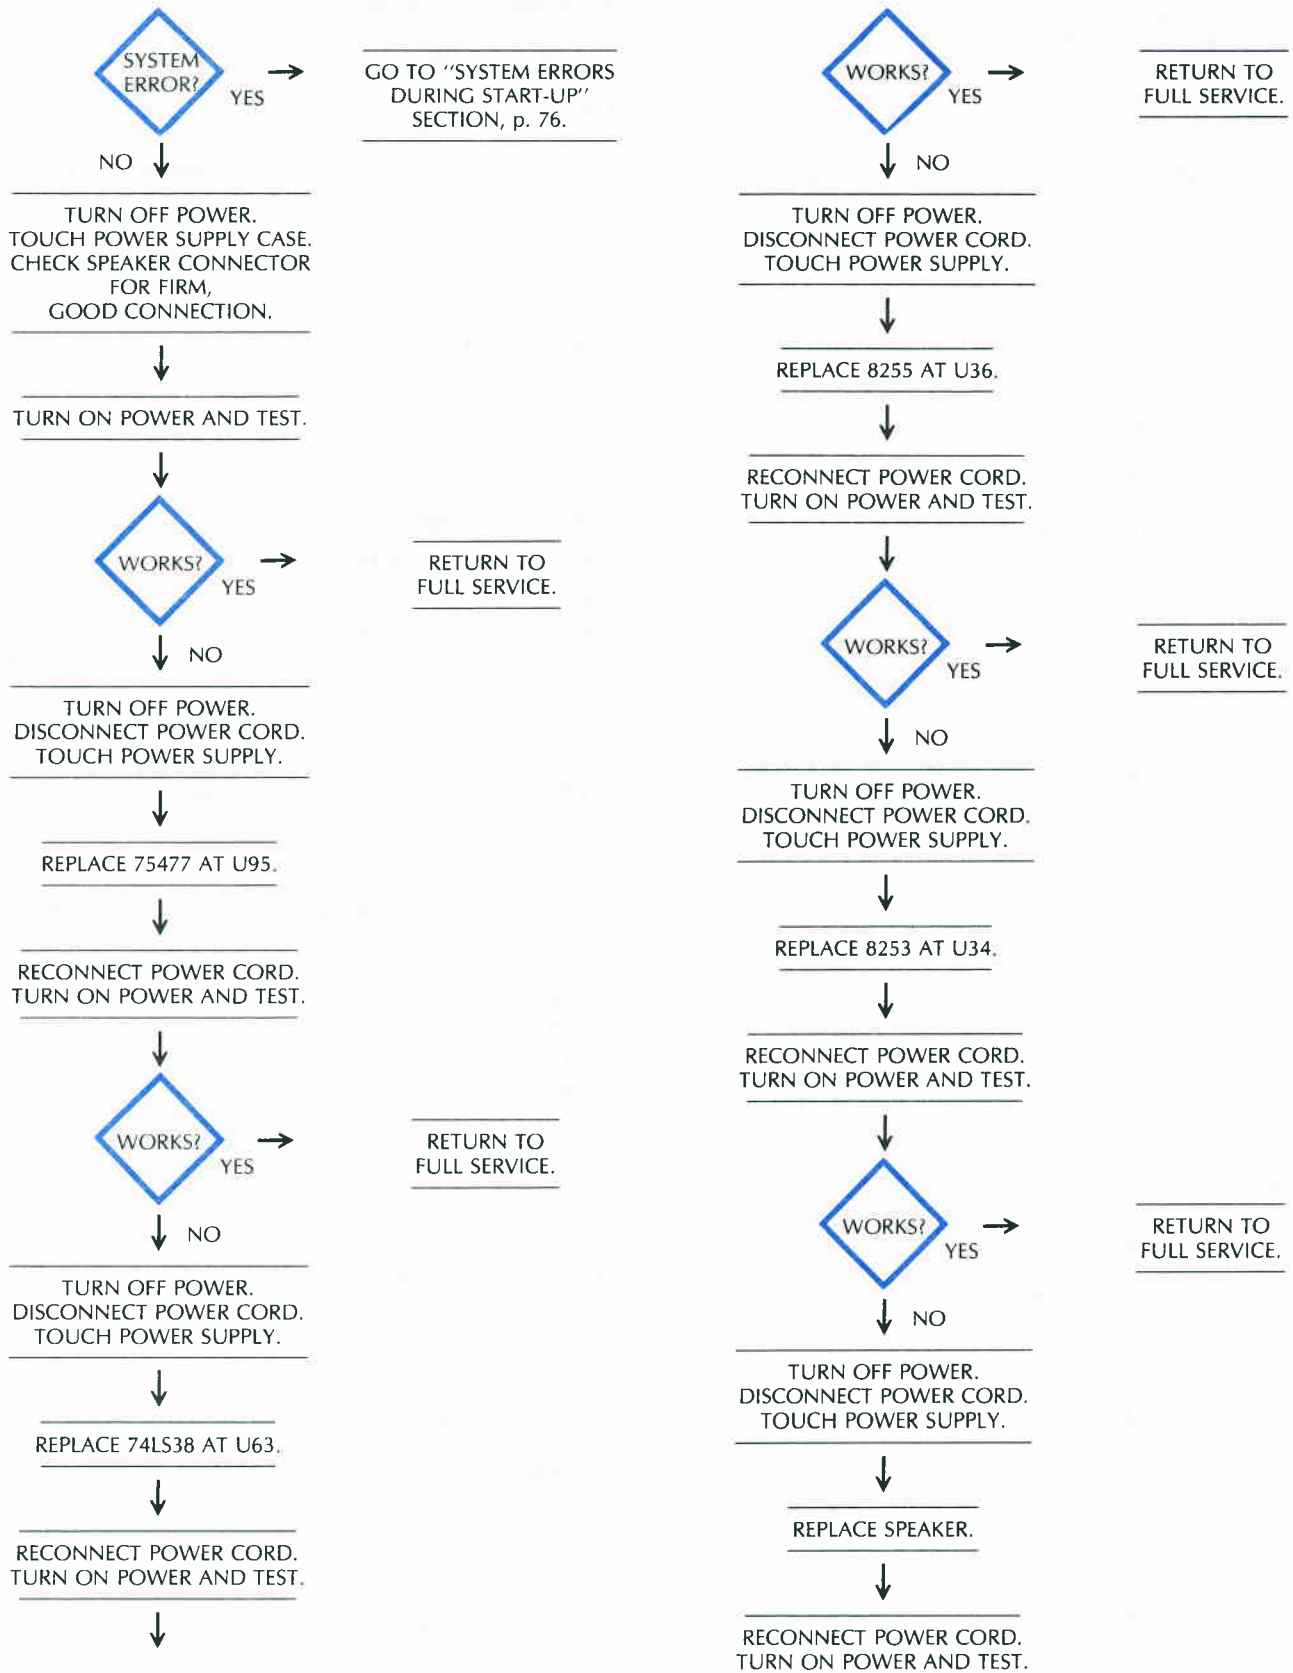 SYSTEM
ERROR?
YES
GO TO "SYSTEM ERRORS
DURING START-UP"
SECTION, p. 76.
NO
TURN OFF POWER.
TOUCH POWER SUPPLY CASE.
CHECK SPEAKER CONNECTOR
FOR FIRM,
GOOD CONNECTION.
TURN ON POWER AND TEST.
WORKS?
YES
RETURN TO
FULL SERVICE.
NO
TURN OFF POWER.
DISCONNECT POWER CORD.
TOUCH POWER SUPPLY.
REPLACE 75477 AT U95.
RECONNECT POWER CORD.
TURN ON POWER AND TEST.
WORKS?
YES
RETURN TO
FULL SERVICE.
NO
TURN OFF POWER.
DISCONNECT POWER CORD.
TOUCH POWER SUPPLY.
REPLACE 74LS38 AT U63.
RECONNECT POWER CORD.
TURN ON POWER AND TEST.
WORKS?
YES
RETURN TO
FULL SERVICE.
NO
TURN OFF POWER.
DISCONNECT POWER CORD.
TOUCH POWER SUPPLY.
REPLACE 8255 AT U36.
RECONNECT POWER CORD.
TURN ON POWER AND TEST.
WORKS?
YES
RETURN TO
FULL SERVICE.
NO
TURN OFF POWER.
DISCONNECT POWER CORD.
TOUCH POWER SUPPLY.
REPLACE 8253 AT U34.
RECONNECT POWER CORD.
TURN ON POWER AND TEST.
WORKS?
YES
RETURN TO
FULL SERVICE.
NO
TURN OFF POWER.
DISCONNECT POWER CORD.
TOUCH POWER SUPPLY.
REPLACE SPEAKER.
RECONNECT POWER CORD.
TURN ON POWER AND TEST.